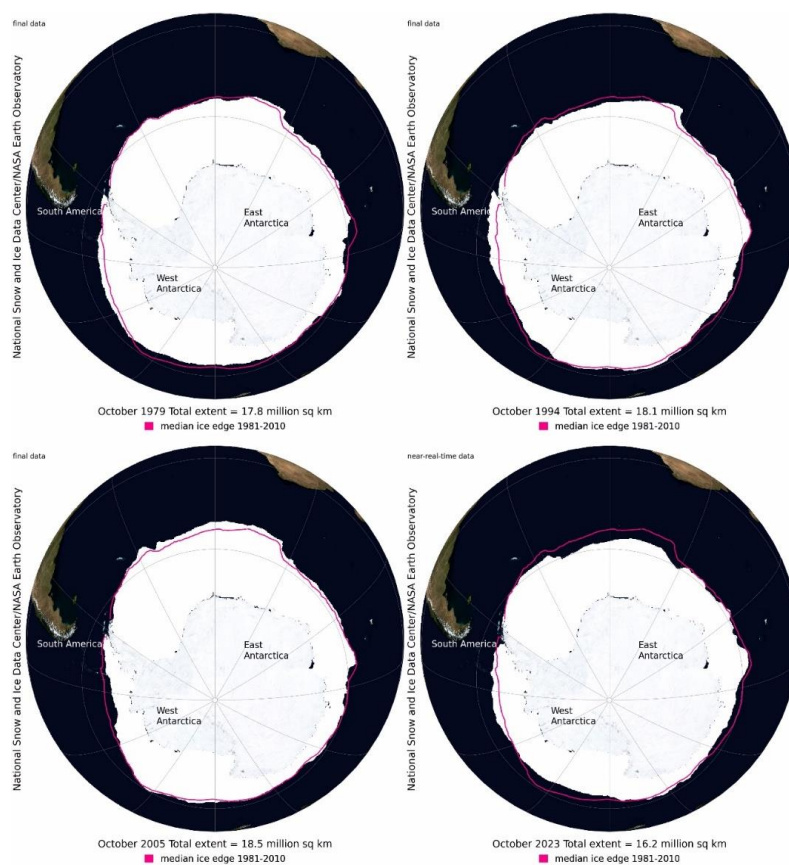 final data
National Snow and Ice Data Center/NASA Earth Observatory
South America
East
Antarctica
West
Antarctica
October 1979 Total extent = 17.8 million sq km
median ice edge 1981-2010
final data
National Snow and Ice Data Center/NASA Earth Observatory
South Americ
East
Antarctica
West
Antarctica
October 1994 Total extent = 18.1 million sq km
median ice edge 1981-2010
final data
National Snow and Ice Data Center/NASA Earth Observatory
South America
East
Antarctica
West
Antarctica
October 2005 Total extent = 18.5 million sq km
median ice edge 1981-2010
near-real-time data
National Snow and Ice Data Center/NASA Earth Observatory
South America
East
Antarctica
West
Antarctica
October 2023 Total extent = 16.2 million sq km
median ice edge 1981-2010